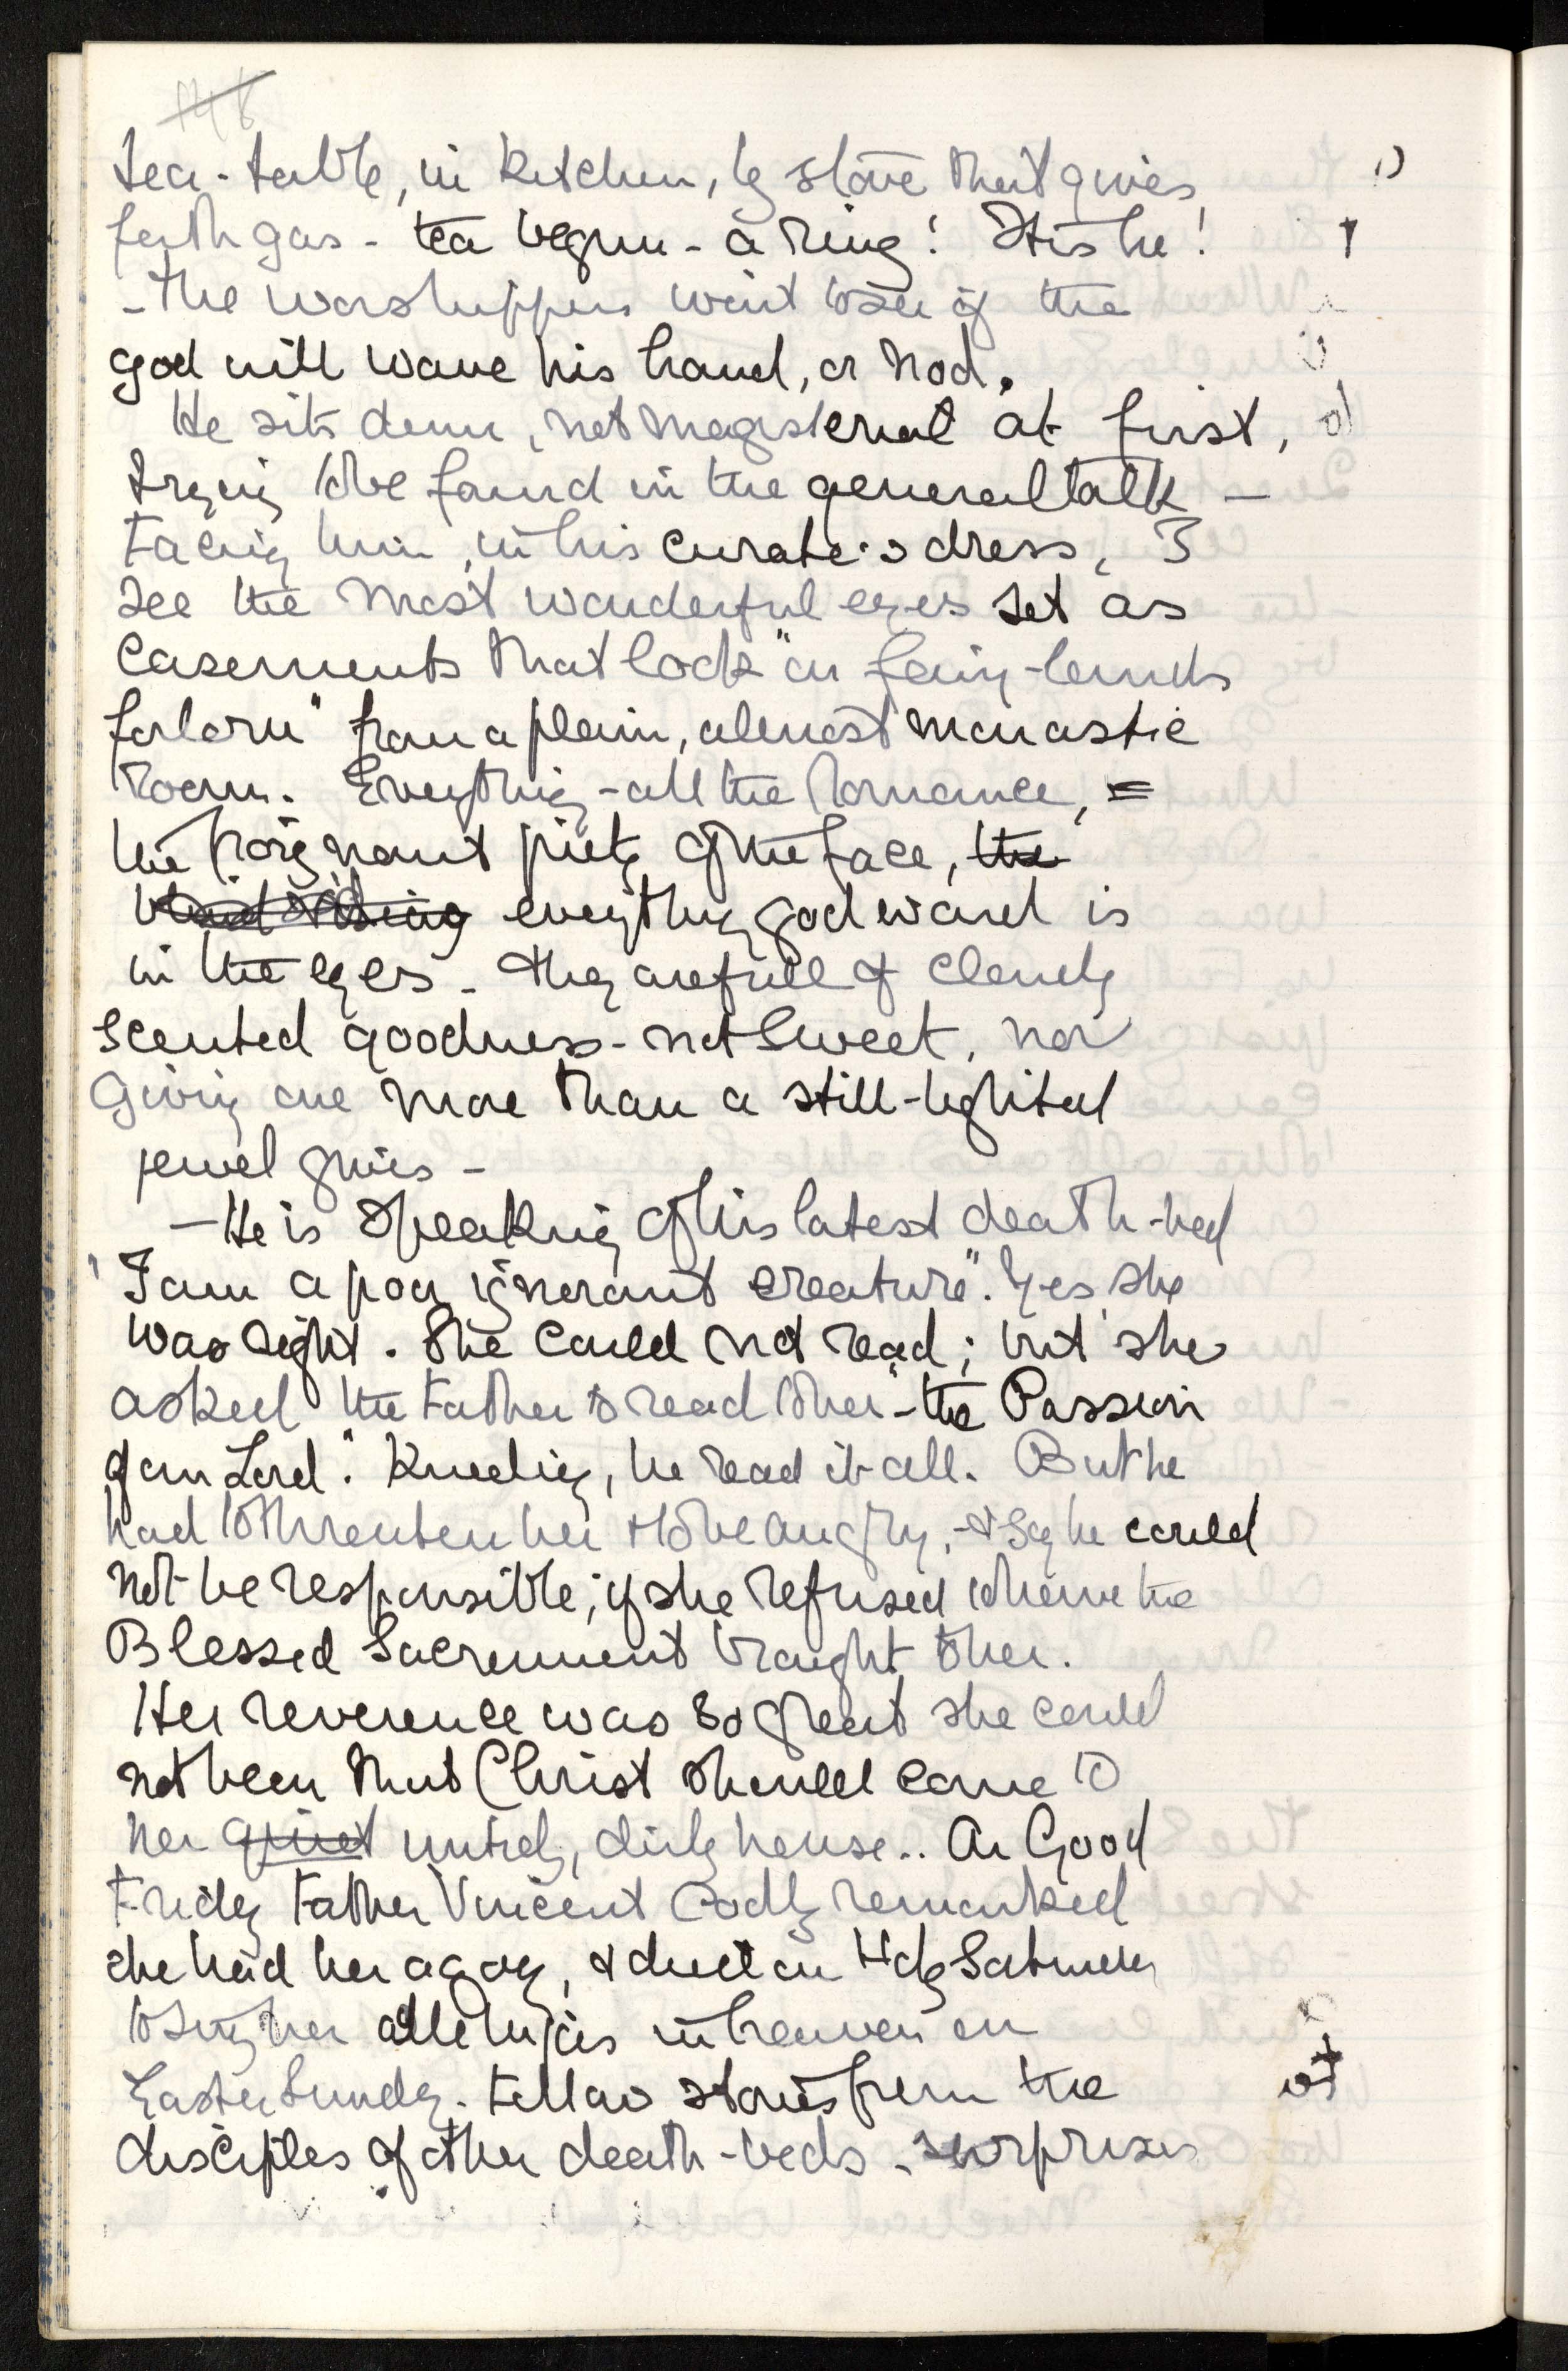 148
tea-table, in kitchen, by stove that gives
forth gas - tea begun - a ring! It is he!
- the worshippers wait to see if the
god will wave his hand, or nod.
He sits down, not magisterial at first,
trying to be found in the general talk -
Facing him, in his curate's dress, I
see the most wonderful eyes set as
casements that look "on fairy-lands
forlorn" from a plain, almost monastic
room. Everything - all the romance, =
the poignant piety of the face, the
everything godward is
in the eyes - they are full of clearly
scented goodness - not sweet, nor
giving one more than a still-lighted
jewel gives -
- He is speaking of his latest death-bed
"I am a poor ignorant creature". Yes, she
was right. She could not read; but she
asked the Father to read to her - "the Passion
of our Lord". Kneeling, he read it all. But he
had to threaten her & to be angry, - & say he could
not be responsible, if she refused to have the
Blessed Sacrament brought to her.
Her reverence was so great she could
not bear that Christ should come to
her quiet untidy, dirty house.. On Good
Friday Father Vincent oddly remarked
she had her agony, & died on Holy Saturday
to sing her alleluias in heaven on
Easter Sunday. Follow stories from the
disciples of other death-beds - surprises